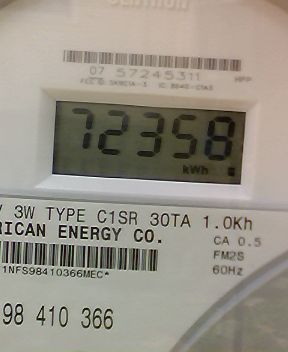 CENTRON
07 57245311
72358
kWh
V 3W TYPE C1SR 30TA 1.0Kh
RICAN ENERGY CO.
CA 0.5
FM2S
60Hz
1NFS98410366MEC*
98 410 366